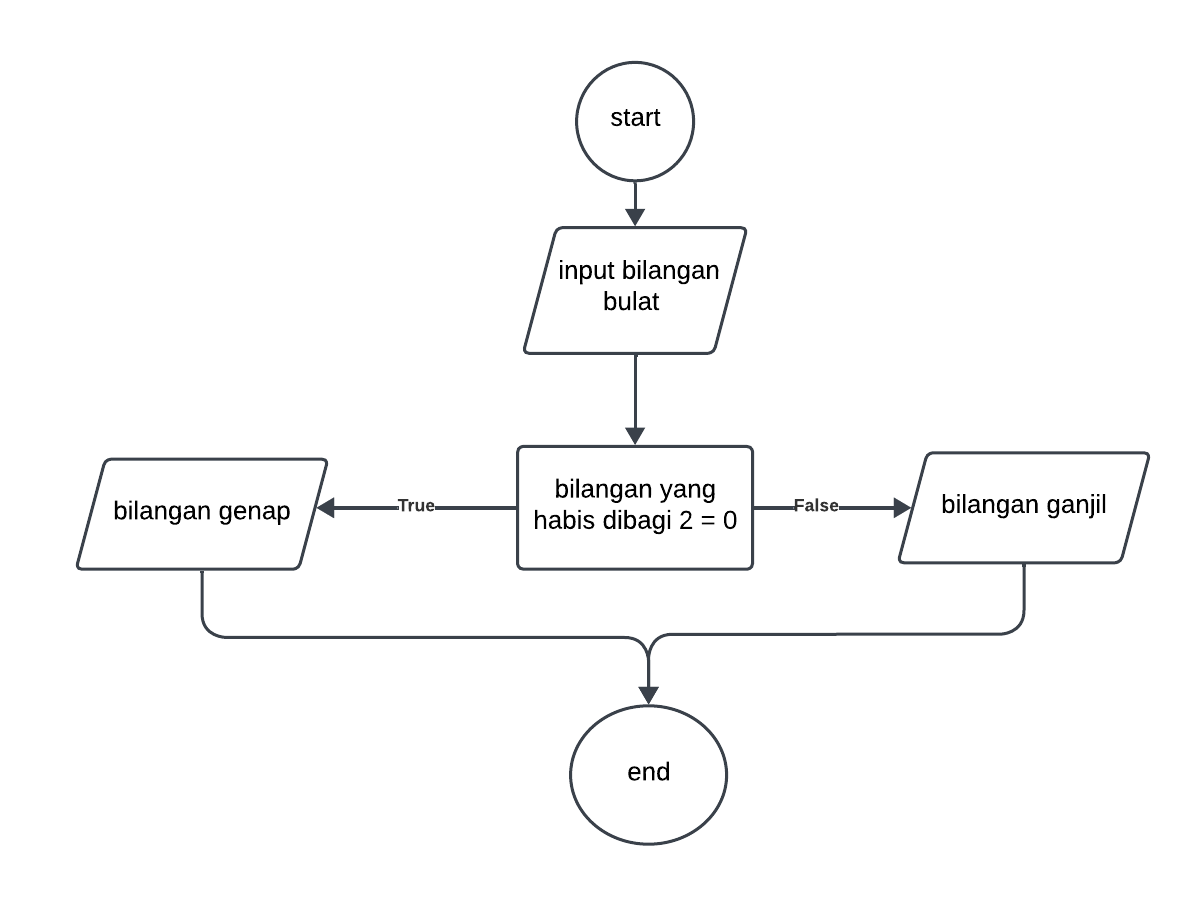 start
input bilangan
bulat
bilangan yang
habis dibagi 2 = 0
True
False
bilangan genap
bilangan ganjil
end